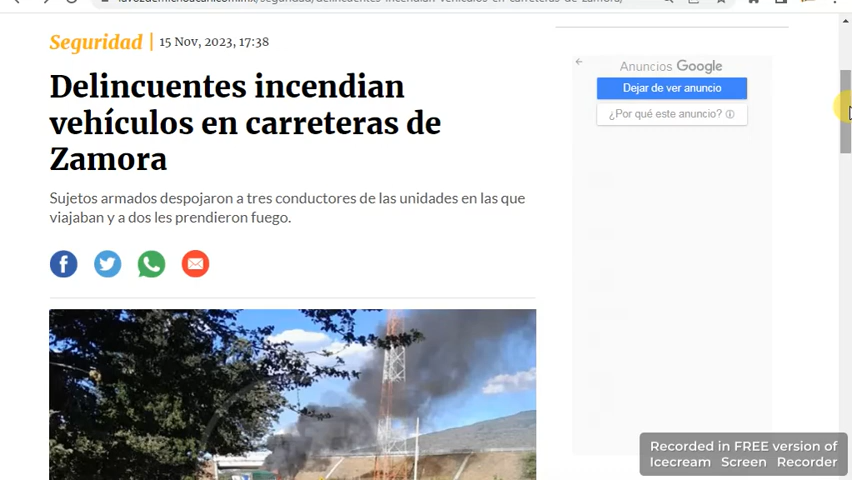 Seguridad | 15 Nov, 2023, 17:38
Delincuentes incendian
vehículos en carreteras de
Zamora
Sujetos armados despojaron a tres conductores de las unidades en las que
viajaban y a dos les prendieron fuego.
Anuncios Google
Dejar de ver anuncio
¿Por qué este anuncio?
Recorded in FREE version of
Icecream Screen Recorder